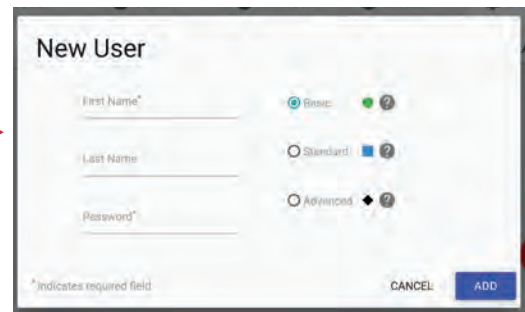 New User
First Name*
Basic
Last Name
Standard
Password*
Advanced
*Indicates required field
CANCEL
ADD